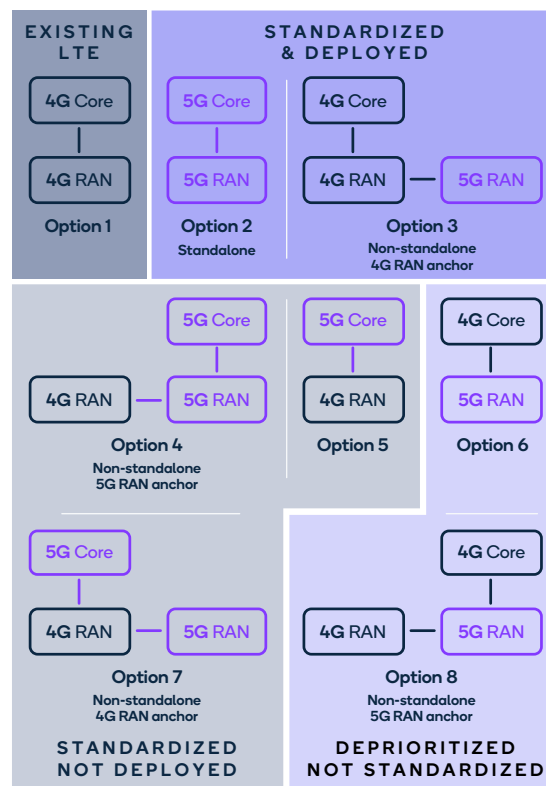 EXISTING
LTE
4G Core
4G RAN
Option 1
STANDARDIZED
& DEPLOYED
5G Core
5G RAN
Option 2
Standalone
4G Core
4G RAN
5G RAN
Option 3
Non-standalone
4G RAN anchor
5G Core
4G RAN
5G RAN
Option 4
Non-standalone
5G RAN anchor
5G Core
4G RAN
Option 5
4G Core
5G RAN
Option 6
5G Core
4G RAN
5G RAN
Option 7
Non-standalone
4G RAN anchor
STANDARDIZED
NOT DEPLOYED
4G Core
4G RAN
5G RAN
Option 8
Non-standalone
5G RAN anchor
DEPRIORITIZED
NOT STANDARDIZED